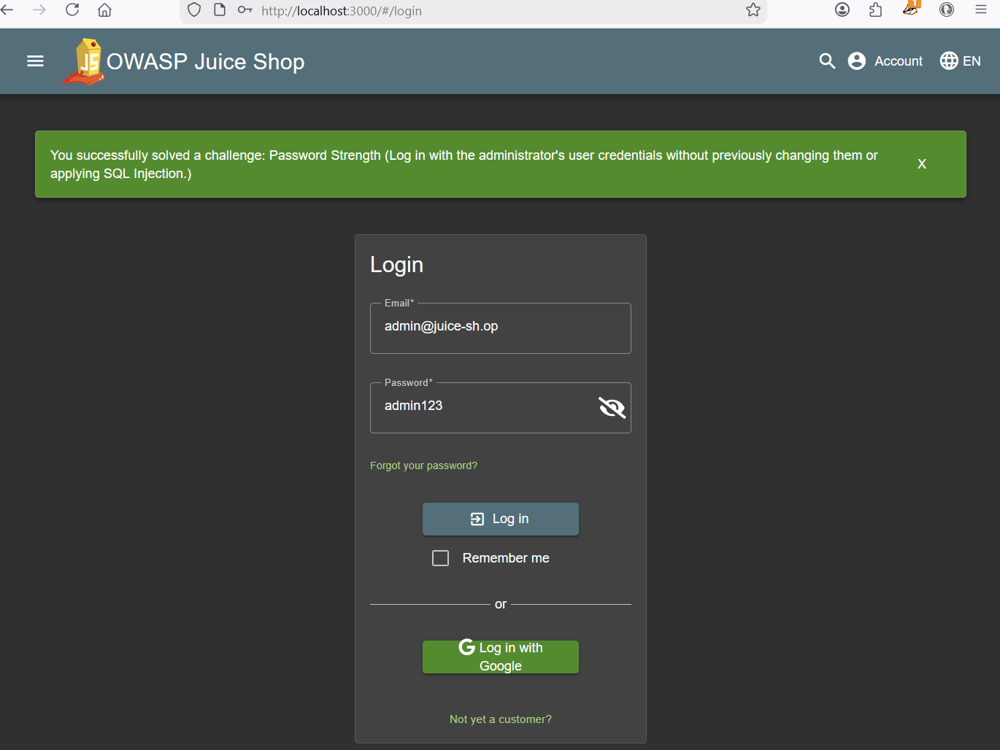 http://localhost:3000/#/login
1
JS
OWASP Juice Shop
Account
EN
You successfully solved a challenge: Password Strength (Log in with the administrator's user credentials without previously changing them or
applying SQL Injection.)
X
Login
Email*
admin@juice-sh.op
Password*
admin123
Forgot your password?
Log in
Remember me
or
G Log in with
Google
Not yet a customer?